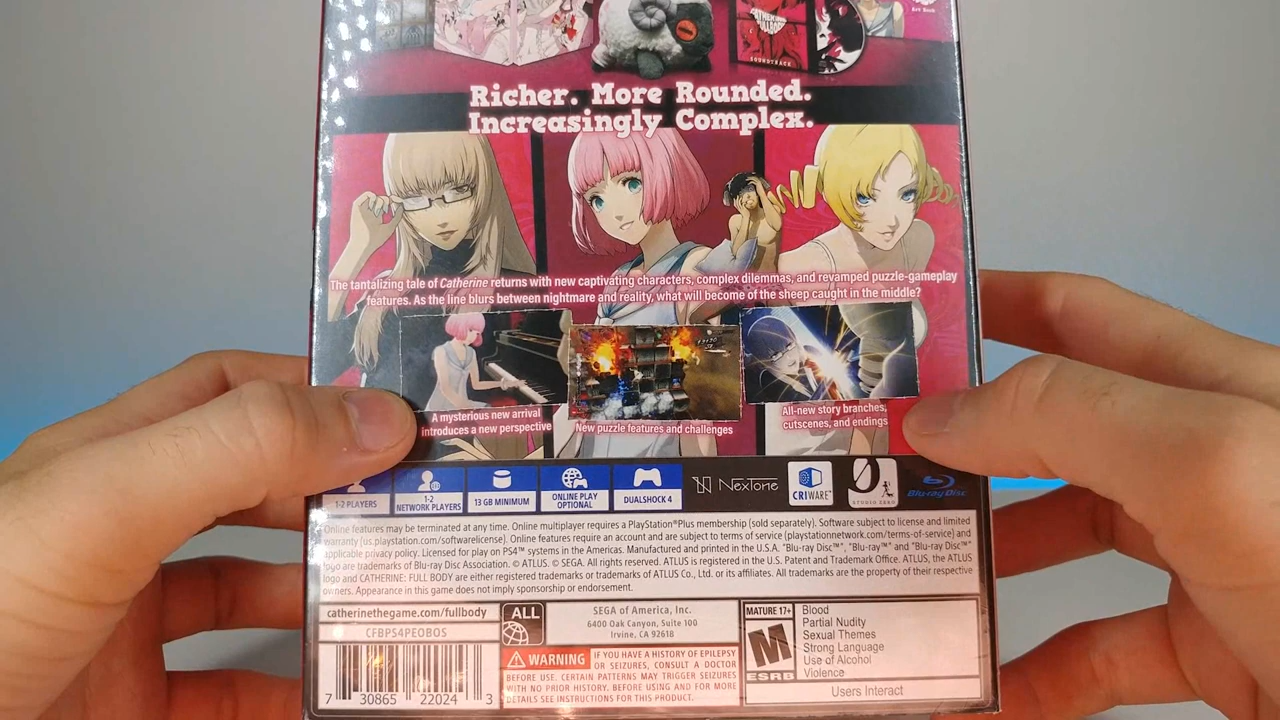 Art Book
CATHERINE
FULL BODY
SOUNDTRACK
Richer. More Rounded.
Increasingly Complex.
The tantalizing tale of Catherine returns with new captivating characters, complex dilemmas, and revamped puzzle-gameplay
features. As the line blurs between nightmare and reality, what will become of the sheep caught in the middle?
A mysterious new arrival
introduces a new perspective
New puzzle features and challenges
All-new story branches,
cutscenes, and endings
1-2 PLAYERS
1-2
NETWORK PLAYERS
13 GB MINIMUM
ONLINE PLAY
OPTIONAL
DUALSHOCK 4
NexTone
CRIWARE™
STUDIO ZERO
Blu-ray Disc
Online features may be terminated at any time. Online multiplayer requires a PlayStation®Plus membership (sold separately). Software subject to license and limited
warranty (us.playstation.com/softwarelicense). Online features require an account and are subject to terms of service (playstationnetwork.com/terms-of-service) and
applicable privacy policy. Licensed for play on PS4™ systems in the Americas. Manufactured and printed in the U.S.A. "Blu-ray Disc™", "Blu-ray™" and "Blu-ray Disc™"
logo are trademarks of Blu-ray Disc Association. © ATLUS. © SEGA. All rights reserved. ATLUS is registered in the U.S. Patent and Trademark Office. ATLUS, the ATLUS
logo and CATHERINE: FULL BODY are either registered trademarks or trademarks of ATLUS Co., Ltd. or its affiliates. All trademarks are the property of their respective
owners. Appearance in this game does not imply sponsorship or endorsement.
catherinethegame.com/fullbody
CFBPS4PEOBOS
7 30865 22024 3
ALL
SEGA of America, Inc.
6400 Oak Canyon, Suite 100
Irvine, CA 92618
WARNING
IF YOU HAVE A HISTORY OF EPILEPSY
OR SEIZURES, CONSULT A DOCTOR
BEFORE USE. CERTAIN PATTERNS MAY TRIGGER SEIZURES
WITH NO PRIOR HISTORY. BEFORE USING AND FOR MORE
DETAILS SEE INSTRUCTIONS FOR THIS PRODUCT.
MATURE 17+
M
ESRB
Blood
Partial Nudity
Sexual Themes
Strong Language
Use of Alcohol
Violence
Users Interact